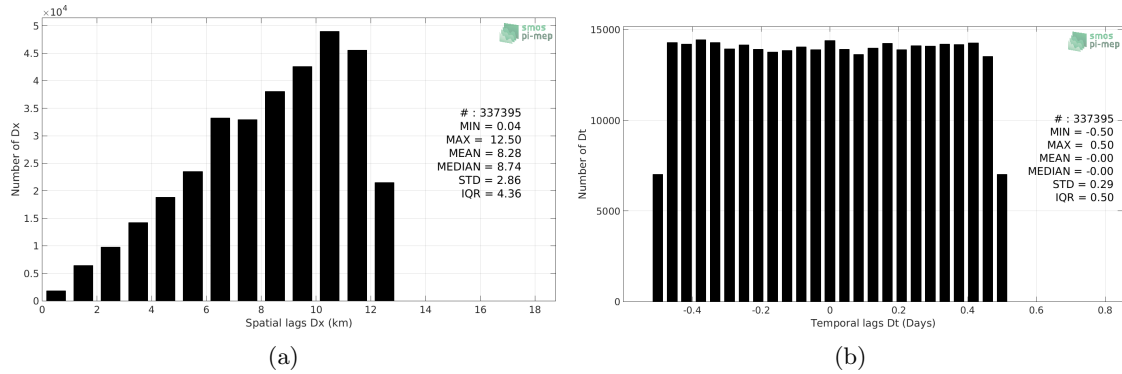 ×10⁴
5
4.5
4
3.5
3
2.5
2
1.5
1
0.5
0
Number of Dx
0 2 4 6 8 10 12 14 16 18
Spatial lags Dx (km)
smos
pi-mep
# : 337395
MIN = 0.04
MAX = 12.50
MEAN = 8.28
MEDIAN = 8.74
STD = 2.86
IQR = 4.36
(a)
15000
10000
5000
0
Number of Dt
-0.4 -0.2 0 0.2 0.4 0.6 0.8
Temporal lags Dt (Days)
smos
pi-mep
# : 337395
MIN = -0.50
MAX = 0.50
MEAN = -0.00
MEDIAN = -0.00
STD = 0.29
IQR = 0.50
(b)